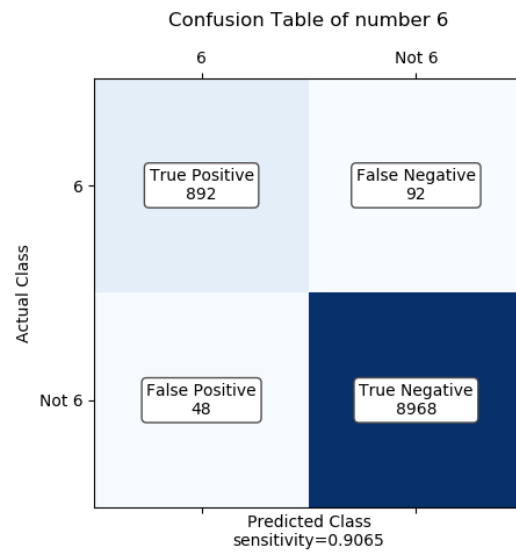 Confusion Table of number 6
6 Not 6
6
True Positive
892
False Negative
92
Actual Class
Not 6
False Positive
48
True Negative
8968
Predicted Class
sensitivity=0.9065